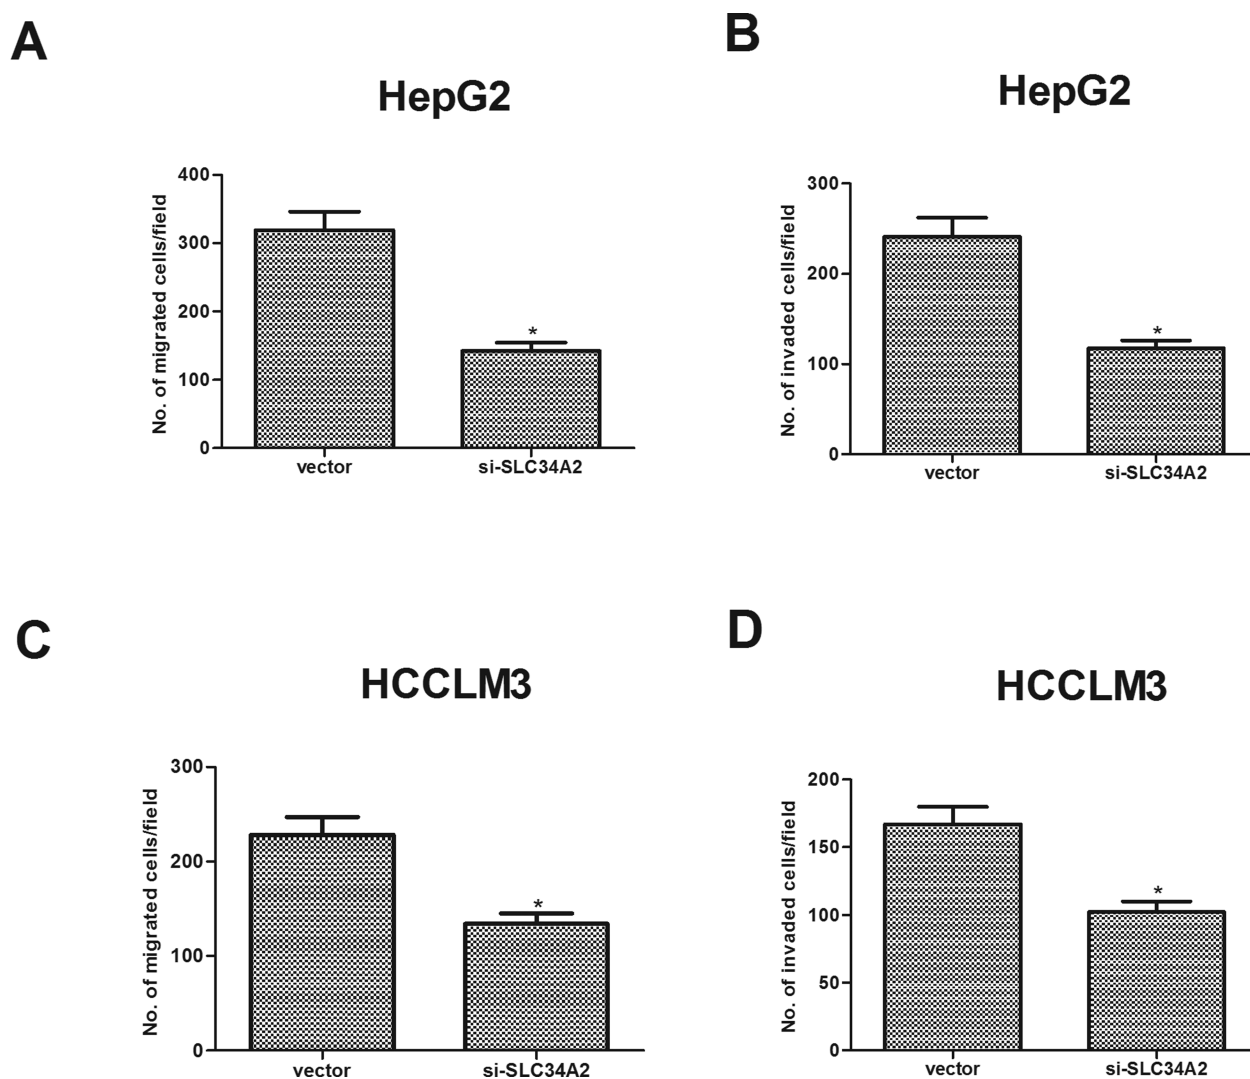 A
HepG2
No. of migrated cells/field
400
300
200
100
0
*
vector
si-SLC34A2
B
HepG2
No. of invaded cells/field
300
200
100
0
*
vector
si-SLC34A2
C
HCCLM3
No. of migrated cells/field
300
200
100
0
*
vector
si-SLC34A2
D
HCCLM3
No. of invaded cells/field
200
150
100
50
0
*
vector
si-SLC34A2